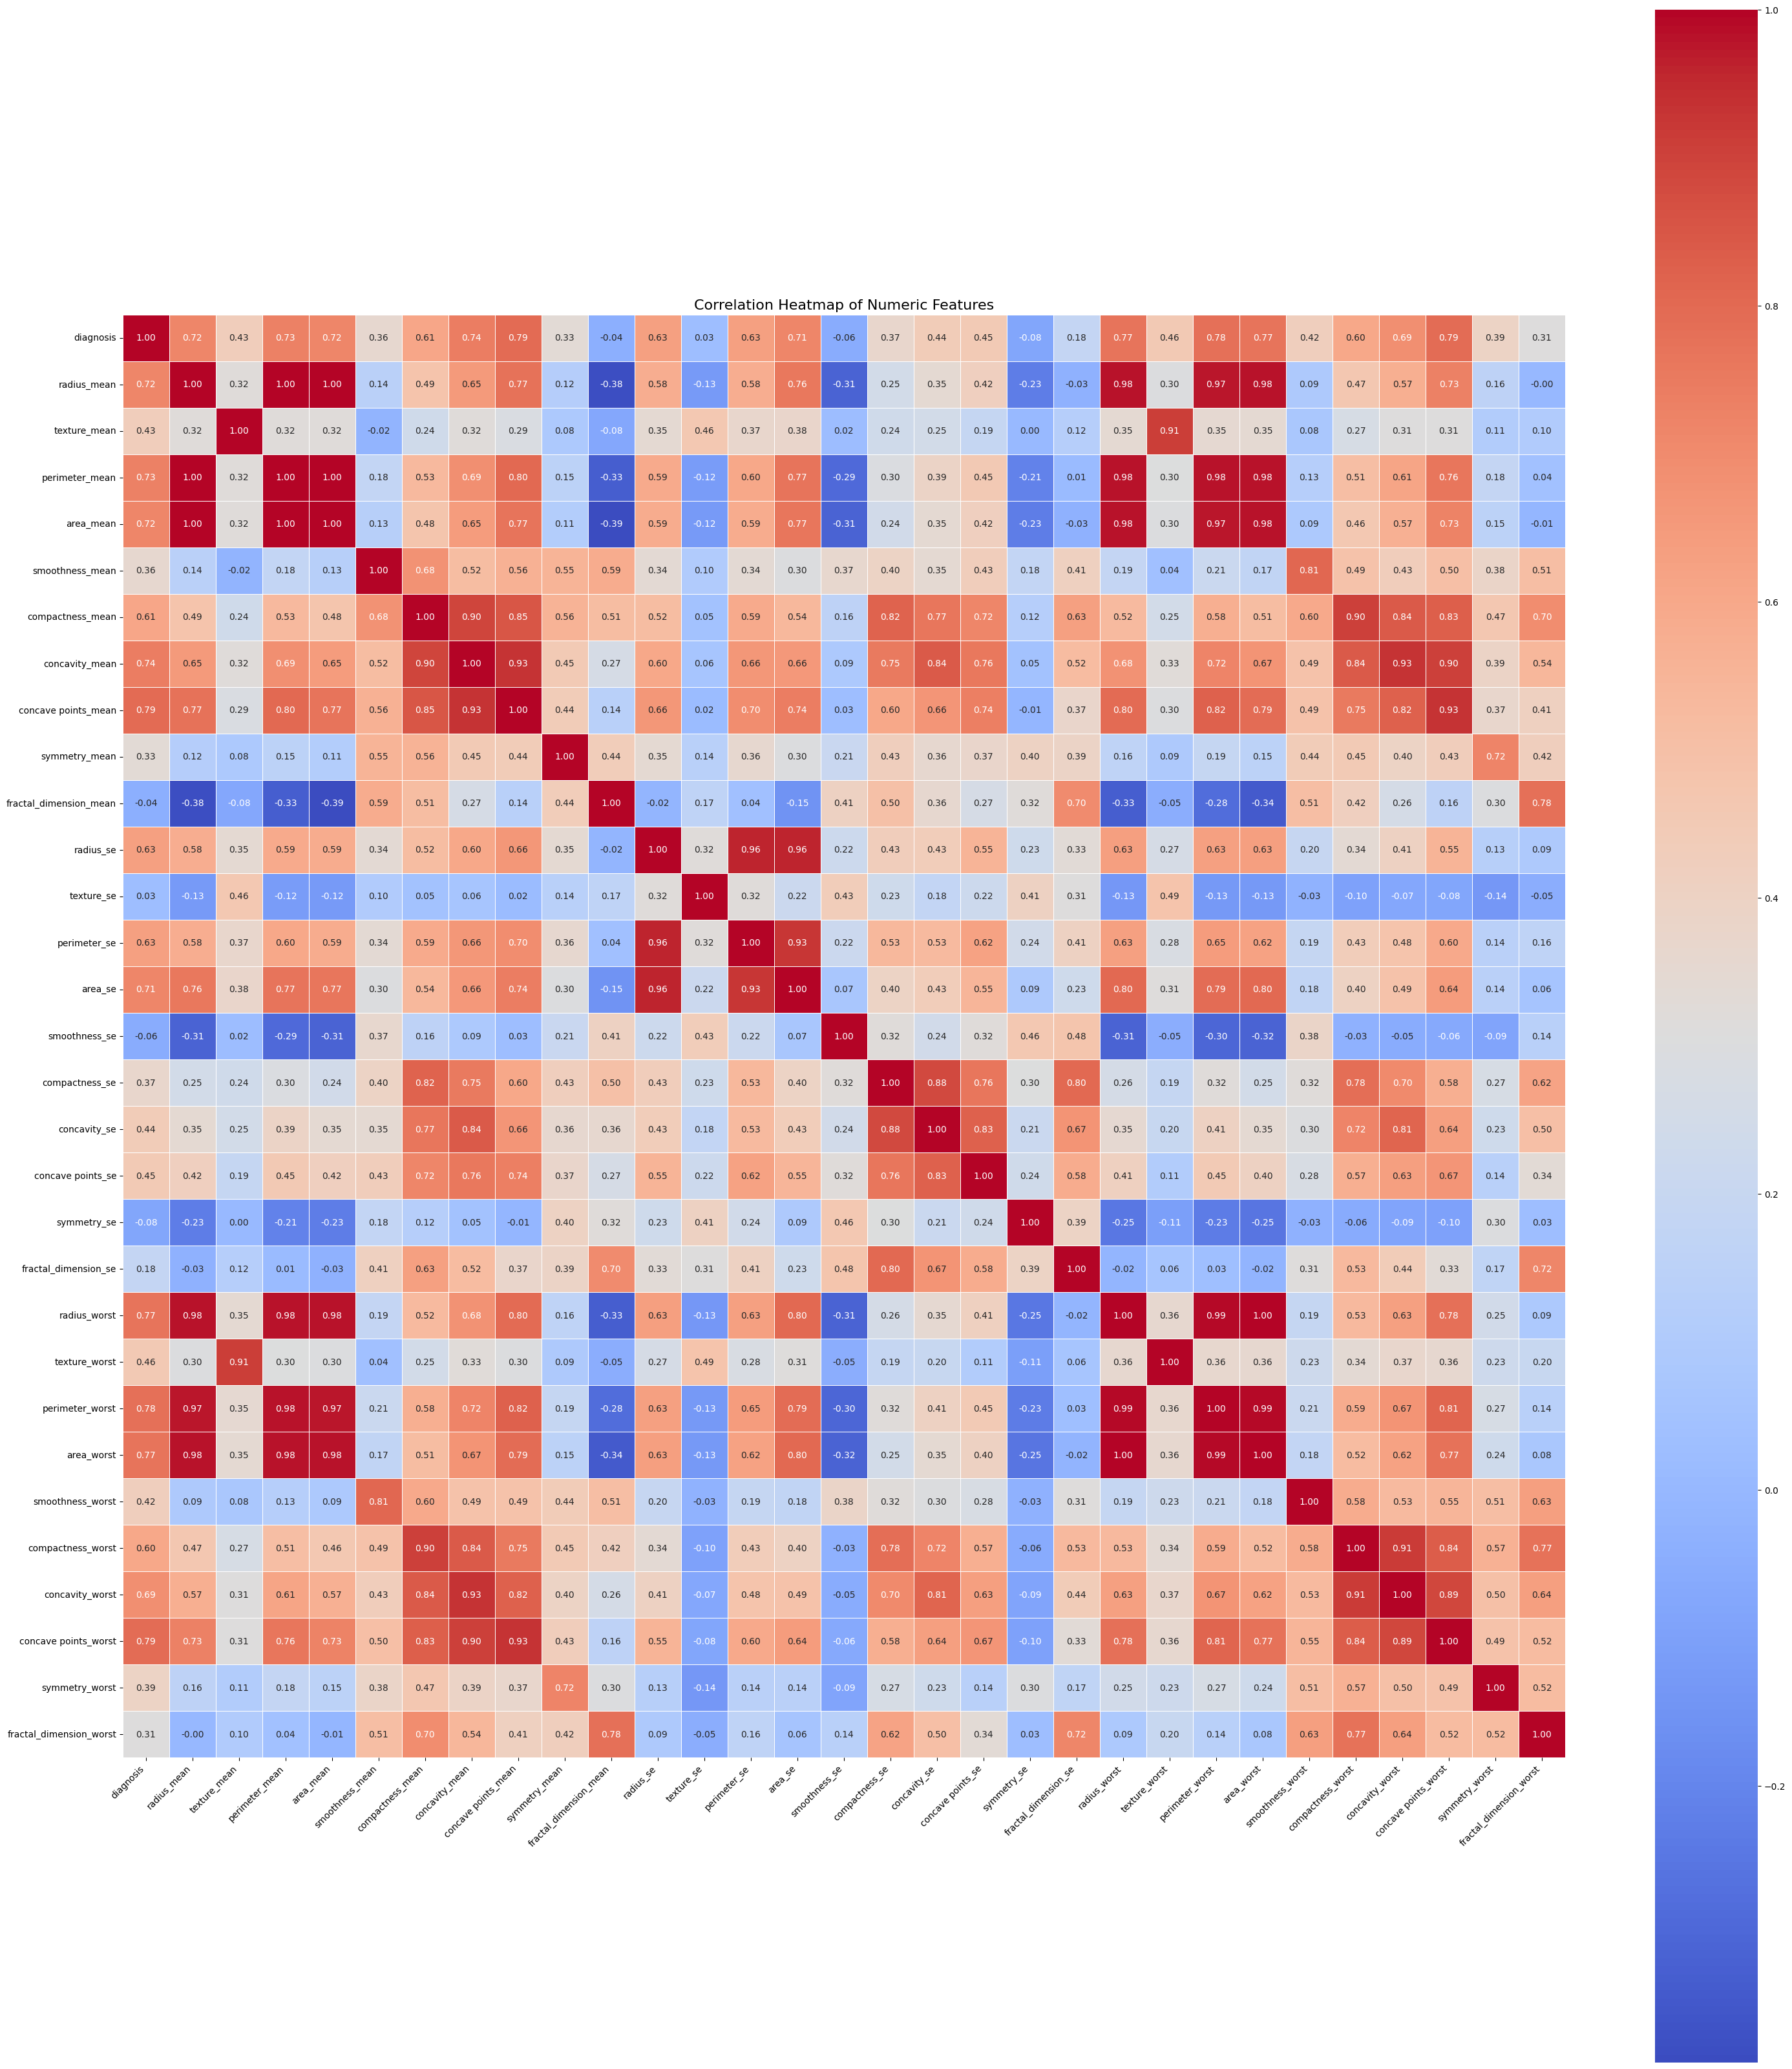 Correlation Heatmap of Numeric Features
1.0
0.8
0.6
0.4
0.2
0.0
−0.2
diagnosis 1.00 0.72 0.43 0.73 0.72 0.36 0.61 0.74 0.79 0.33 -0.04 0.63 0.03 0.63 0.71 -0.06 0.37 0.44 0.45 -0.08 0.18 0.77 0.46 0.78 0.77 0.42 0.60 0.69 0.79 0.39 0.31
radius_mean 0.72 1.00 0.32 1.00 1.00 0.14 0.49 0.65 0.77 0.12 -0.38 0.58 -0.13 0.58 0.76 -0.31 0.25 0.35 0.42 -0.23 -0.03 0.98 0.30 0.97 0.98 0.09 0.47 0.57 0.73 0.16 -0.00
texture_mean 0.43 0.32 1.00 0.32 0.32 -0.02 0.24 0.32 0.29 0.08 -0.08 0.35 0.46 0.37 0.38 0.02 0.24 0.25 0.19 0.00 0.12 0.35 0.91 0.35 0.35 0.08 0.27 0.31 0.31 0.11 0.10
perimeter_mean 0.73 1.00 0.32 1.00 1.00 0.18 0.53 0.69 0.80 0.15 -0.33 0.59 -0.12 0.60 0.77 -0.29 0.30 0.39 0.45 -0.21 0.01 0.98 0.30 0.98 0.98 0.13 0.51 0.61 0.76 0.18 0.04
area_mean 0.72 1.00 0.32 1.00 1.00 0.13 0.48 0.65 0.77 0.11 -0.39 0.59 -0.12 0.59 0.77 -0.31 0.24 0.35 0.42 -0.23 -0.03 0.98 0.30 0.97 0.98 0.09 0.46 0.57 0.73 0.15 -0.01
smoothness_mean 0.36 0.14 -0.02 0.18 0.13 1.00 0.68 0.52 0.56 0.55 0.59 0.34 0.10 0.34 0.30 0.37 0.40 0.35 0.43 0.18 0.41 0.19 0.04 0.21 0.17 0.81 0.49 0.43 0.50 0.38 0.51
compactness_mean 0.61 0.49 0.24 0.53 0.48 0.68 1.00 0.90 0.85 0.56 0.51 0.52 0.05 0.59 0.54 0.16 0.82 0.77 0.72 0.12 0.63 0.52 0.25 0.58 0.51 0.60 0.90 0.84 0.83 0.47 0.70
concavity_mean 0.74 0.65 0.32 0.69 0.65 0.52 0.90 1.00 0.93 0.45 0.27 0.60 0.06 0.66 0.66 0.09 0.75 0.84 0.76 0.05 0.52 0.68 0.33 0.72 0.67 0.49 0.84 0.93 0.90 0.39 0.54
concave points_mean 0.79 0.77 0.29 0.80 0.77 0.56 0.85 0.93 1.00 0.44 0.14 0.66 0.02 0.70 0.74 0.03 0.60 0.66 0.74 -0.01 0.37 0.80 0.30 0.82 0.79 0.49 0.75 0.82 0.93 0.37 0.41
symmetry_mean 0.33 0.12 0.08 0.15 0.11 0.55 0.56 0.45 0.44 1.00 0.44 0.35 0.14 0.36 0.30 0.21 0.43 0.36 0.37 0.40 0.39 0.16 0.09 0.19 0.15 0.44 0.45 0.40 0.43 0.72 0.42
fractal_dimension_mean -0.04 -0.38 -0.08 -0.33 -0.39 0.59 0.51 0.27 0.14 0.44 1.00 -0.02 0.17 0.04 -0.15 0.41 0.50 0.36 0.27 0.32 0.70 -0.33 -0.05 -0.28 -0.34 0.51 0.42 0.26 0.16 0.30 0.78
radius_se 0.63 0.58 0.35 0.59 0.59 0.34 0.52 0.60 0.66 0.35 -0.02 1.00 0.32 0.96 0.96 0.22 0.43 0.43 0.55 0.23 0.33 0.63 0.27 0.63 0.63 0.20 0.34 0.41 0.55 0.13 0.09
texture_se 0.03 -0.13 0.46 -0.12 -0.12 0.10 0.05 0.06 0.02 0.14 0.17 0.32 1.00 0.32 0.22 0.43 0.23 0.18 0.22 0.41 0.31 -0.13 0.49 -0.13 -0.13 -0.03 -0.10 -0.07 -0.08 -0.14 -0.05
perimeter_se 0.63 0.58 0.37 0.60 0.59 0.34 0.59 0.66 0.70 0.36 0.04 0.96 0.32 1.00 0.93 0.22 0.53 0.53 0.62 0.24 0.41 0.63 0.28 0.65 0.62 0.19 0.43 0.48 0.60 0.14 0.16
area_se 0.71 0.76 0.38 0.77 0.77 0.30 0.54 0.66 0.74 0.30 -0.15 0.96 0.22 0.93 1.00 0.07 0.40 0.43 0.55 0.09 0.23 0.80 0.31 0.79 0.80 0.18 0.40 0.49 0.64 0.14 0.06
smoothness_se -0.06 -0.31 0.02 -0.29 -0.31 0.37 0.16 0.09 0.03 0.21 0.41 0.22 0.43 0.22 0.07 1.00 0.32 0.24 0.32 0.46 0.48 -0.31 -0.05 -0.30 -0.32 0.38 -0.03 -0.05 -0.06 -0.09 0.14
compactness_se 0.37 0.25 0.24 0.30 0.24 0.40 0.82 0.75 0.60 0.43 0.50 0.43 0.23 0.53 0.40 0.32 1.00 0.88 0.76 0.30 0.80 0.26 0.19 0.32 0.25 0.32 0.78 0.70 0.58 0.27 0.62
concavity_se 0.44 0.35 0.25 0.39 0.35 0.35 0.77 0.84 0.66 0.36 0.36 0.43 0.18 0.53 0.43 0.24 0.88 1.00 0.83 0.21 0.67 0.35 0.20 0.41 0.35 0.30 0.72 0.81 0.64 0.23 0.50
concave points_se 0.45 0.42 0.19 0.45 0.42 0.43 0.72 0.76 0.74 0.37 0.27 0.55 0.22 0.62 0.55 0.32 0.76 0.83 1.00 0.24 0.58 0.41 0.11 0.45 0.40 0.28 0.57 0.63 0.67 0.14 0.34
symmetry_se -0.08 -0.23 0.00 -0.21 -0.23 0.18 0.12 0.05 -0.01 0.40 0.32 0.23 0.41 0.24 0.09 0.46 0.30 0.21 0.24 1.00 0.39 -0.25 -0.11 -0.23 -0.25 -0.03 -0.06 -0.09 -0.10 0.30 0.03
fractal_dimension_se 0.18 -0.03 0.12 0.01 -0.03 0.41 0.63 0.52 0.37 0.39 0.70 0.33 0.31 0.41 0.23 0.48 0.80 0.67 0.58 0.39 1.00 -0.02 0.06 0.03 -0.02 0.31 0.53 0.44 0.33 0.17 0.72
radius_worst 0.77 0.98 0.35 0.98 0.98 0.19 0.52 0.68 0.80 0.16 -0.33 0.63 -0.13 0.63 0.80 -0.31 0.26 0.35 0.41 -0.25 -0.02 1.00 0.36 0.99 1.00 0.19 0.53 0.63 0.78 0.25 0.09
texture_worst 0.46 0.30 0.91 0.30 0.30 0.04 0.25 0.33 0.30 0.09 -0.05 0.27 0.49 0.28 0.31 -0.05 0.19 0.20 0.11 -0.11 0.06 0.36 1.00 0.36 0.36 0.23 0.34 0.37 0.36 0.23 0.20
perimeter_worst 0.78 0.97 0.35 0.98 0.97 0.21 0.58 0.72 0.82 0.19 -0.28 0.63 -0.13 0.65 0.79 -0.30 0.32 0.41 0.45 -0.23 0.03 0.99 0.36 1.00 0.99 0.21 0.59 0.67 0.81 0.27 0.14
area_worst 0.77 0.98 0.35 0.98 0.98 0.17 0.51 0.67 0.79 0.15 -0.34 0.63 -0.13 0.62 0.80 -0.32 0.25 0.35 0.40 -0.25 -0.02 1.00 0.36 0.99 1.00 0.18 0.52 0.62 0.77 0.24 0.08
smoothness_worst 0.42 0.09 0.08 0.13 0.09 0.81 0.60 0.49 0.49 0.44 0.51 0.20 -0.03 0.19 0.18 0.38 0.32 0.30 0.28 -0.03 0.31 0.19 0.23 0.21 0.18 1.00 0.58 0.53 0.55 0.51 0.63
compactness_worst 0.60 0.47 0.27 0.51 0.46 0.49 0.90 0.84 0.75 0.45 0.42 0.34 -0.10 0.43 0.40 -0.03 0.78 0.72 0.57 -0.06 0.53 0.53 0.34 0.59 0.52 0.58 1.00 0.91 0.84 0.57 0.77
concavity_worst 0.69 0.57 0.31 0.61 0.57 0.43 0.84 0.93 0.82 0.40 0.26 0.41 -0.07 0.48 0.49 -0.05 0.70 0.81 0.63 -0.09 0.44 0.63 0.37 0.67 0.62 0.53 0.91 1.00 0.89 0.50 0.64
concave points_worst 0.79 0.73 0.31 0.76 0.73 0.50 0.83 0.90 0.93 0.43 0.16 0.55 -0.08 0.60 0.64 -0.06 0.58 0.64 0.67 -0.10 0.33 0.78 0.36 0.81 0.77 0.55 0.84 0.89 1.00 0.49 0.52
symmetry_worst 0.39 0.16 0.11 0.18 0.15 0.38 0.47 0.39 0.37 0.72 0.30 0.13 -0.14 0.14 0.14 -0.09 0.27 0.23 0.14 0.30 0.17 0.25 0.23 0.27 0.24 0.51 0.57 0.50 0.49 1.00 0.52
fractal_dimension_worst 0.31 -0.00 0.10 0.04 -0.01 0.51 0.70 0.54 0.41 0.42 0.78 0.09 -0.05 0.16 0.06 0.14 0.62 0.50 0.34 0.03 0.72 0.09 0.20 0.14 0.08 0.63 0.77 0.64 0.52 0.52 1.00
diagnosis
radius_mean
texture_mean
perimeter_mean
area_mean
smoothness_mean
compactness_mean
concavity_mean
concave points_mean
symmetry_mean
fractal_dimension_mean
radius_se
texture_se
perimeter_se
area_se
smoothness_se
compactness_se
concavity_se
concave points_se
symmetry_se
fractal_dimension_se
radius_worst
texture_worst
perimeter_worst
area_worst
smoothness_worst
compactness_worst
concavity_worst
concave points_worst
symmetry_worst
fractal_dimension_worst